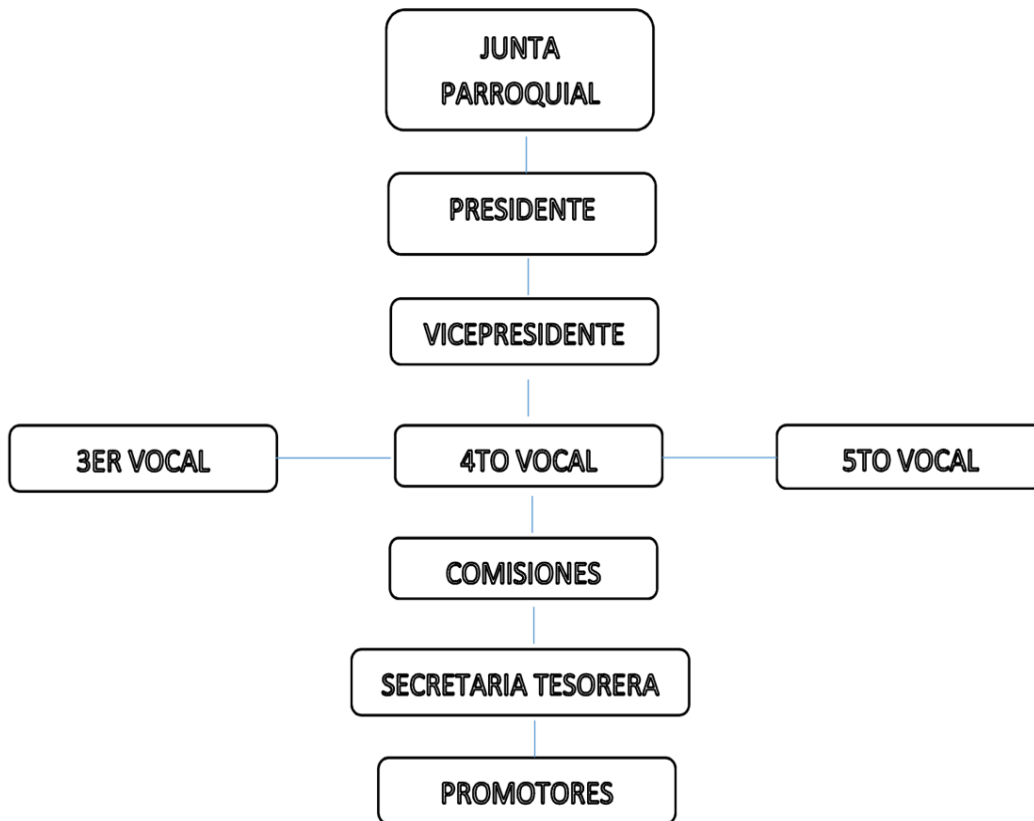 JUNTA
PARROQUIAL
PRESIDENTE
VICEPRESIDENTE
3ER VOCAL
4TO VOCAL
5TO VOCAL
COMISIONES
SECRETARIA TESORERA
PROMOTORES